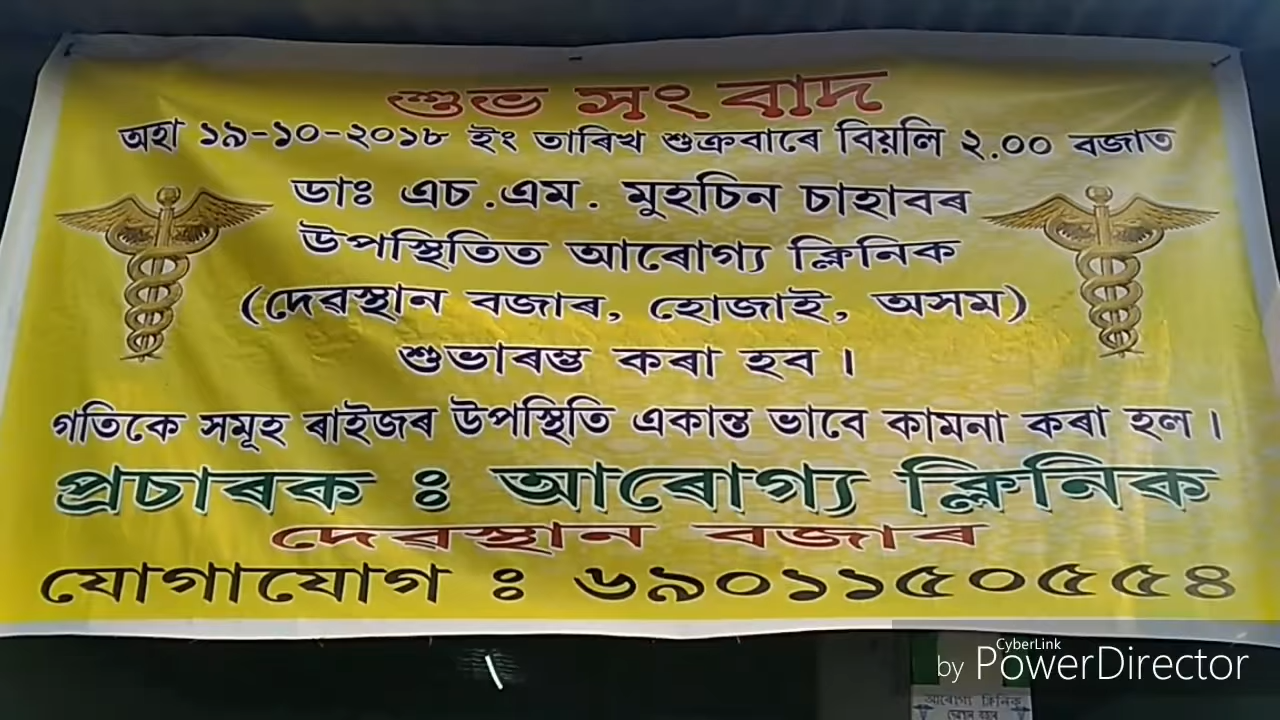 শুভ সংবাদ
অহা ১৯-১০-২০১৮ ইং তাৰিখ শুক্ৰবাৰে বিয়লি ২.০০ বজাত
ডাঃ এচ.এম. মুহচিন চাহাবৰ
উপস্থিতিত আৰোগ্য ক্লিনিক
(দেৱস্থান বজাৰ, হোজাই, অসম)
শুভাৰম্ভ কৰা হব।
গতিকে সমূহ ৰাইজৰ উপস্থিতি একান্ত ভাবে কামনা কৰা হল।
প্ৰচাৰক ঃ আৰোগ্য ক্লিনিক
দেৱস্থান বজাৰ
যোগাযোগ ঃ ৬৯০১১৫০৫৫৪
CyberLink
by PowerDirector
আৰোগ্য ক্লিনিক